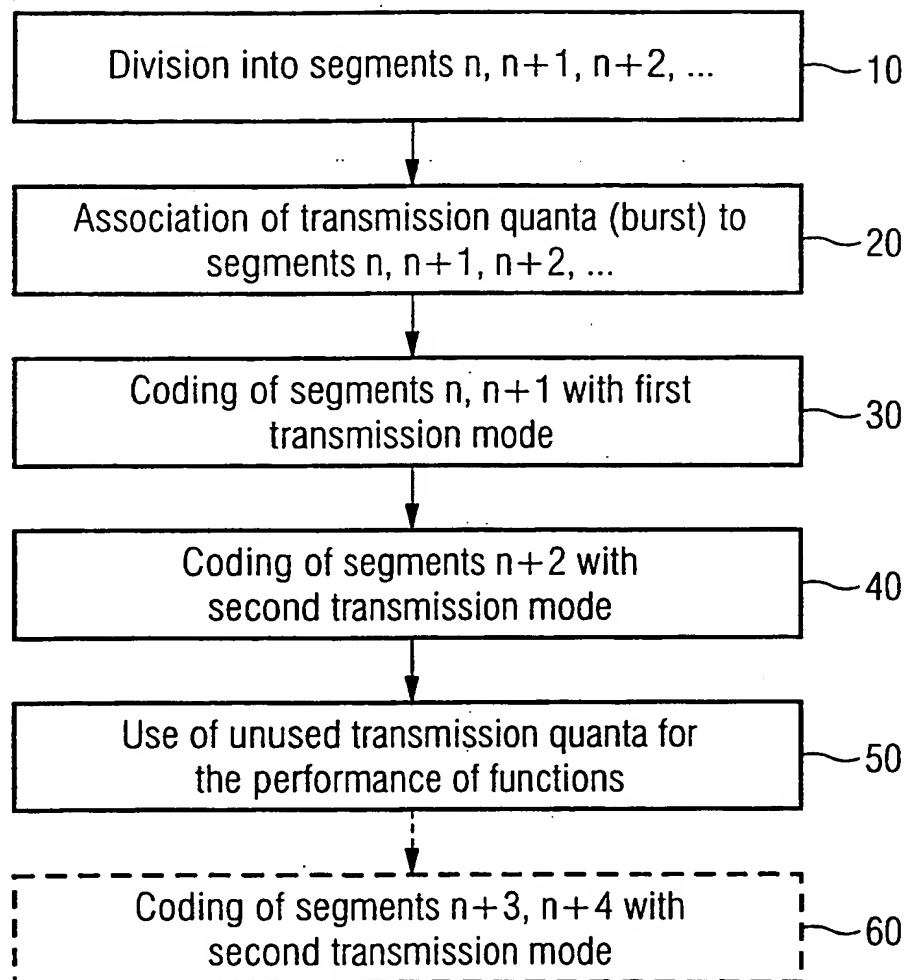 Division into segments n, n+1, n+2, ...
10
Association of transmission quanta (burst) to
segments n, n+1, n+2, ...
20
Coding of segments n, n+1 with first
transmission mode
30
Coding of segments n+2 with
second transmission mode
40
Use of unused transmission quanta for
the performance of functions
50
Coding of segments n+3, n+4 with
second transmission mode
60